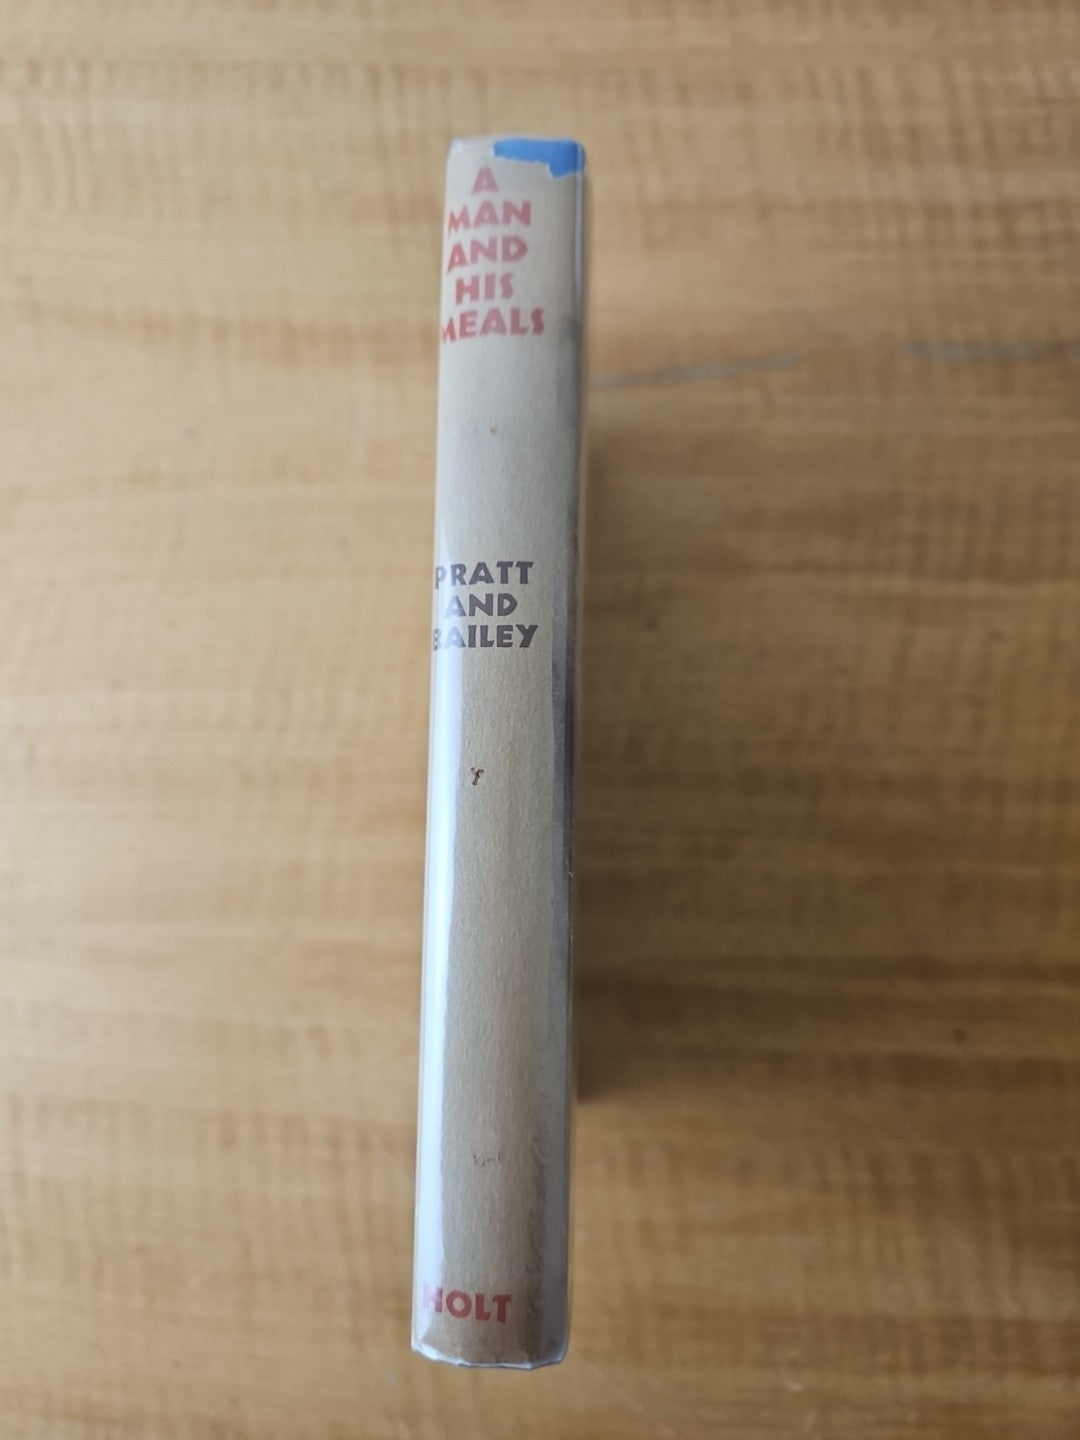 A
MAN
AND
HIS
MEALS
PRATT
AND
BAILEY
HOLT